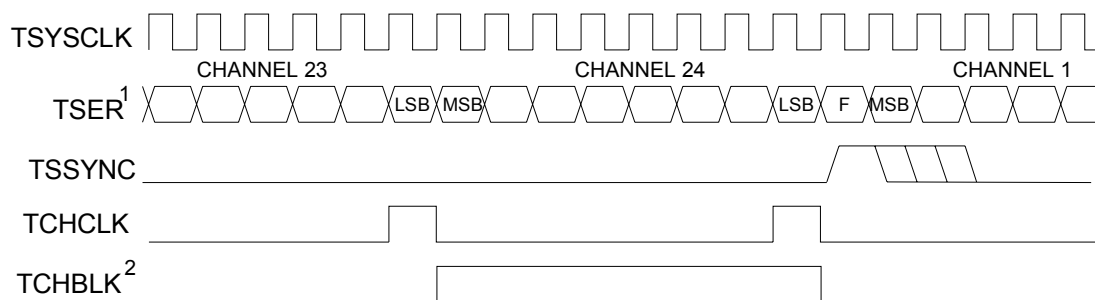 TSYSCLK
CHANNEL 23 CHANNEL 24 CHANNEL 1
TSER1 LSB MSB LSB F MSB
TSSYNC
TCHCLK
TCHBLK2